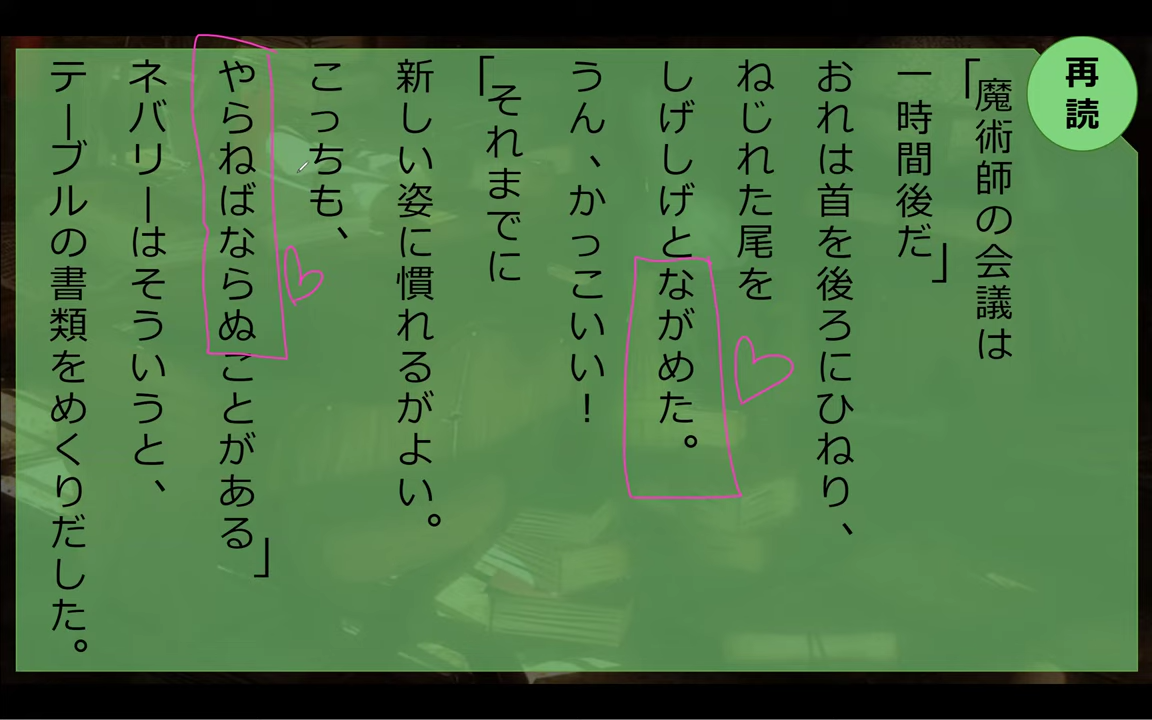 再読
「魔術師の会議は
一時間後だ」
おれは首を後ろにひねり、
ねじれた尾を
しげしげとながめた。
うん、かっこいい！
「それまでに
新しい姿に慣れるがよい。
こっちも、
やらねばならぬことがある」
ネバリーはそういうと、
テーブルの書類をめくりだした。